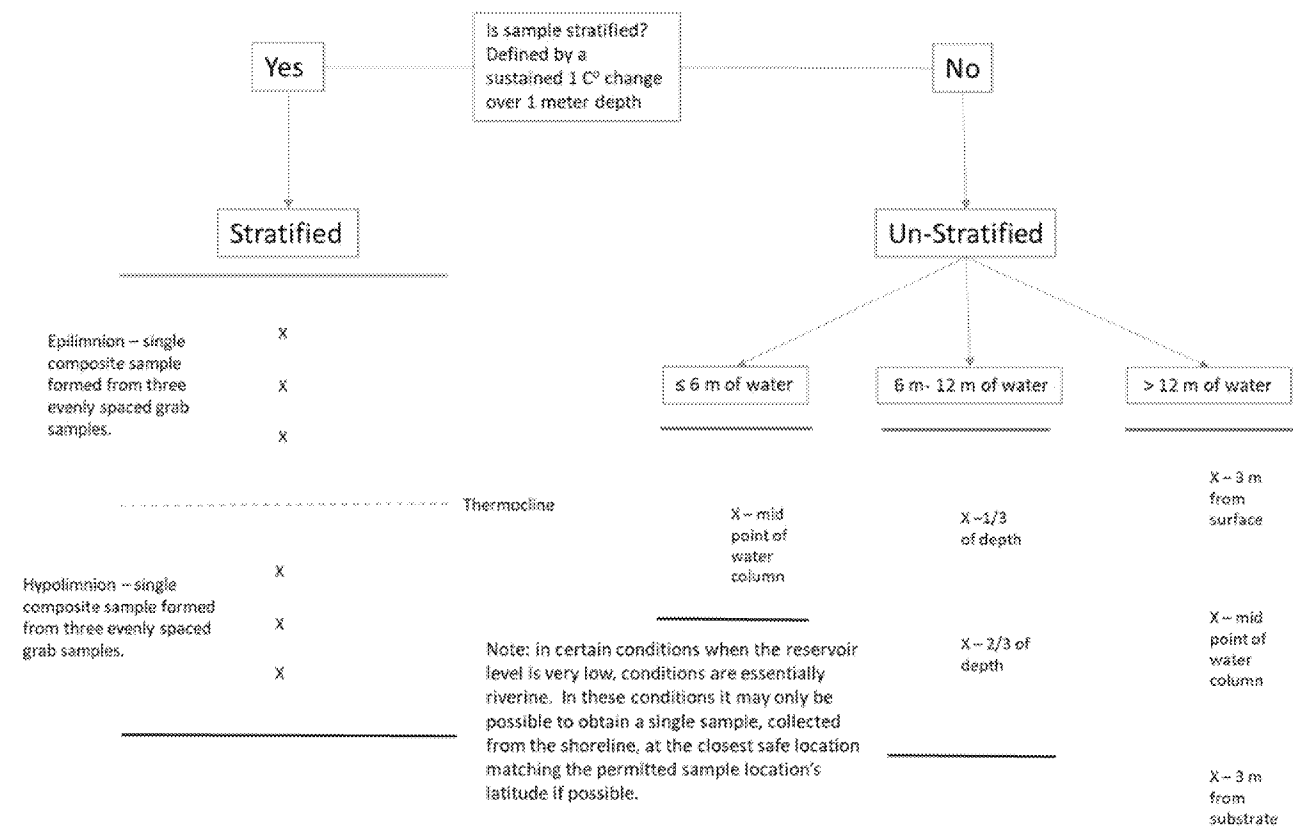 Is sample stratified?
Defined by a
sustained 1 C° change
over 1 meter depth
Yes
No
Stratified
Un-Stratified
Epilimnion – single
composite sample
formed from three
evenly spaced grab
samples.
X
X
X
Thermocline
Hypolimnion – single
composite sample formed
from three evenly spaced
grab samples.
X
X
X
≤ 6 m of water
6 m- 12 m of water
> 12 m of water
X – mid
point of
water
column
X –1/3
of depth
X – 2/3 of
depth
X – 3 m
from
surface
X – mid
point of
water
column
X – 3 m
from
substrate
Note: in certain conditions when the reservoir
level is very low, conditions are essentially
riverine. In these conditions it may only be
possible to obtain a single sample, collected
from the shoreline, at the closest safe location
matching the permitted sample location's
latitude if possible.